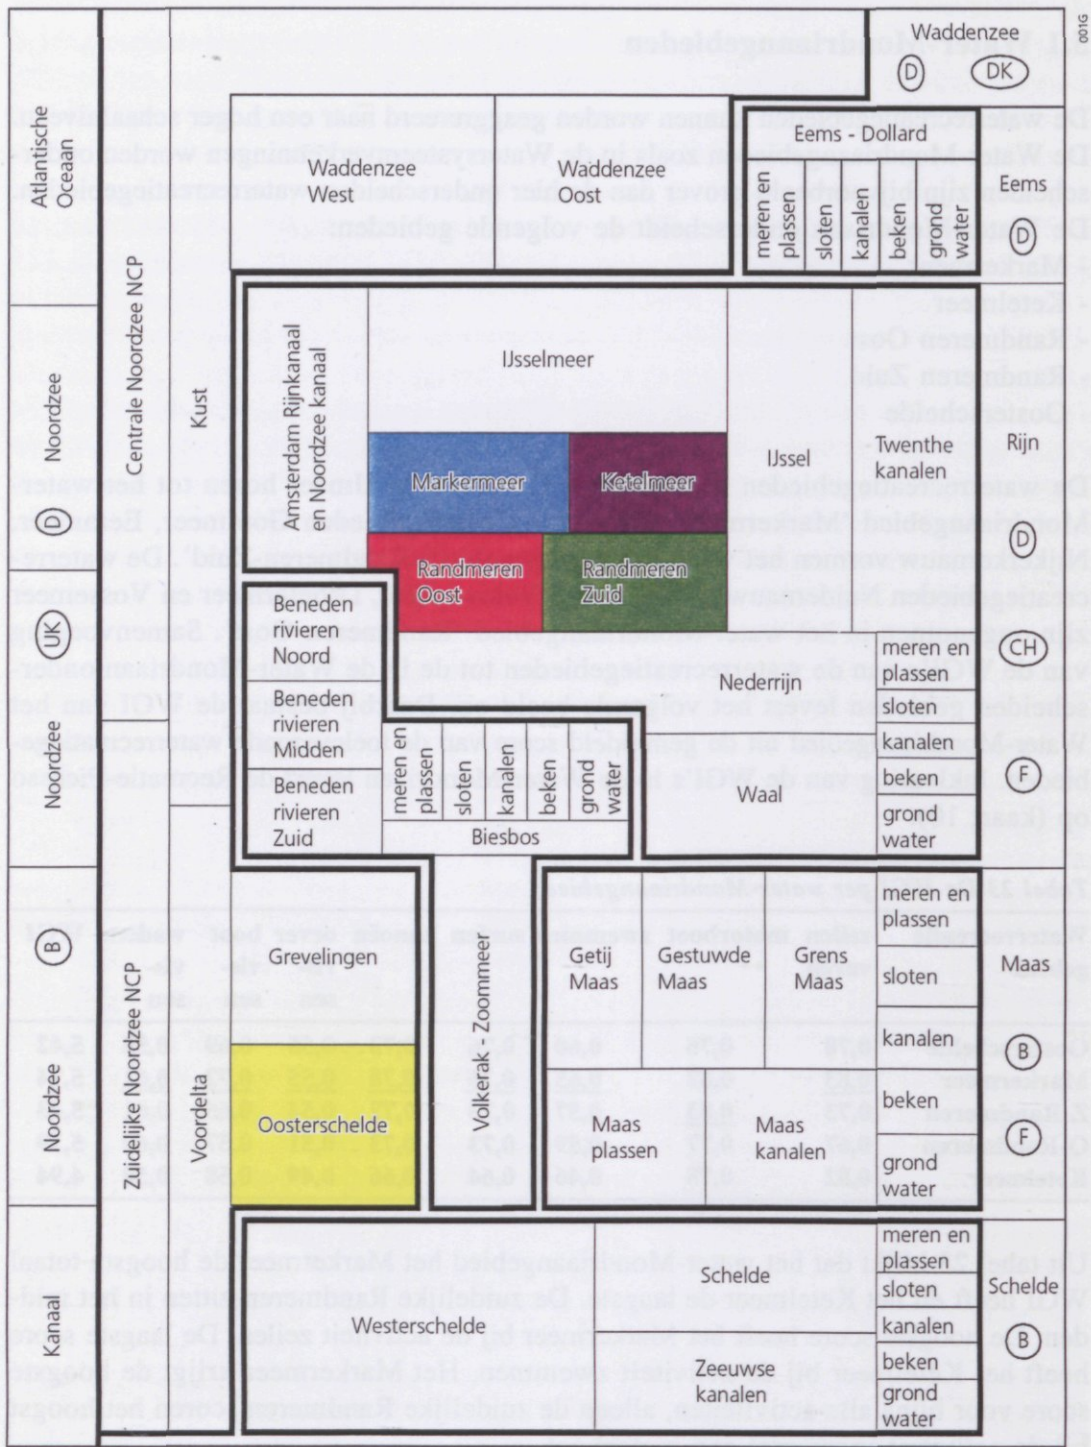 001G
Waddenzee
D
DK
Atlantische
Oceaan
Waddenzee
West
Waddenzee
Oost
Eems - Dollard
meren en
plassen
sloten
kanalen
beken
grond
water
Eems
D
Noordzee
D
Centrale Noordzee NCP
Kust
Amsterdam Rijnkanaal
en Noordzee kanaal
IJsselmeer
Markermeer
Ketelmeer
Randmeren
Oost
Randmeren
Zuid
IJssel
Twenthe
kanalen
Rijn
D
CH
F
Noordzee
UK
Beneden
rivieren
Noord
Beneden
rivieren
Midden
Beneden
rivieren
Zuid
meren en
plassen
sloten
kanalen
beken
grond
water
Biesbos
Nederrijn
Waal
meren en
plassen
sloten
kanalen
beken
grond
water
Noordzee
B
Zuidelijke Noordzee NCP
Voordelta
Grevelingen
Oosterschelde
Volkerak Zoommeer
Getij
Maas
Gestuwde
Maas
Grens
Maas
Maas
plassen
Maas
kanalen
meren en
plassen
sloten
kanalen
beken
grond
water
Maas
B
F
Kanaal
Westerschelde
Schelde
Zeeuwse
kanalen
meren en
plassen
sloten
kanalen
beken
grond
water
Schelde
B